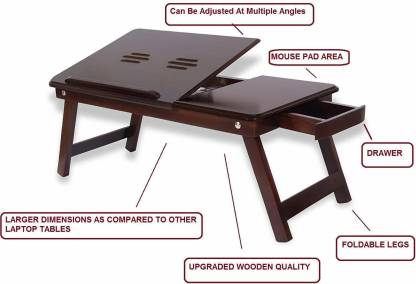 Can Be Adjusted At Multiple Angles
MOUSE PAD AREA
DRAWER
LARGER DIMENSIONS AS COMPARED TO OTHER
LAPTOP TABLES
FOLDABLE LEGS
UPGRADED WOODEN QUALITY